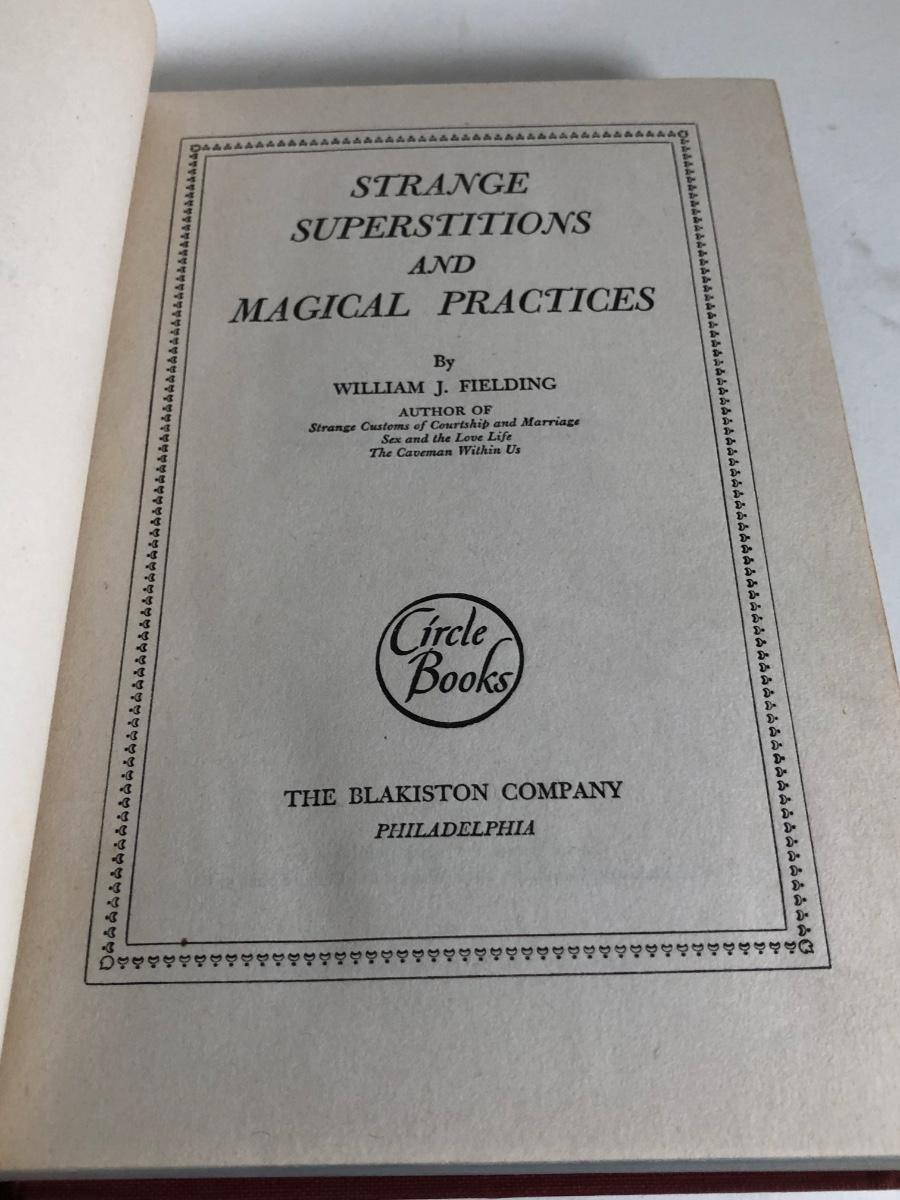 STRANGE
SUPERSTITIONS
AND
MAGICAL PRACTICES
By
WILLIAM J. FIELDING
AUTHOR OF
Strange Customs of Courtship and Marriage
Sex and the Love Life
The Caveman Within Us
Circle
Books
THE BLAKISTON COMPANY
PHILADELPHIA